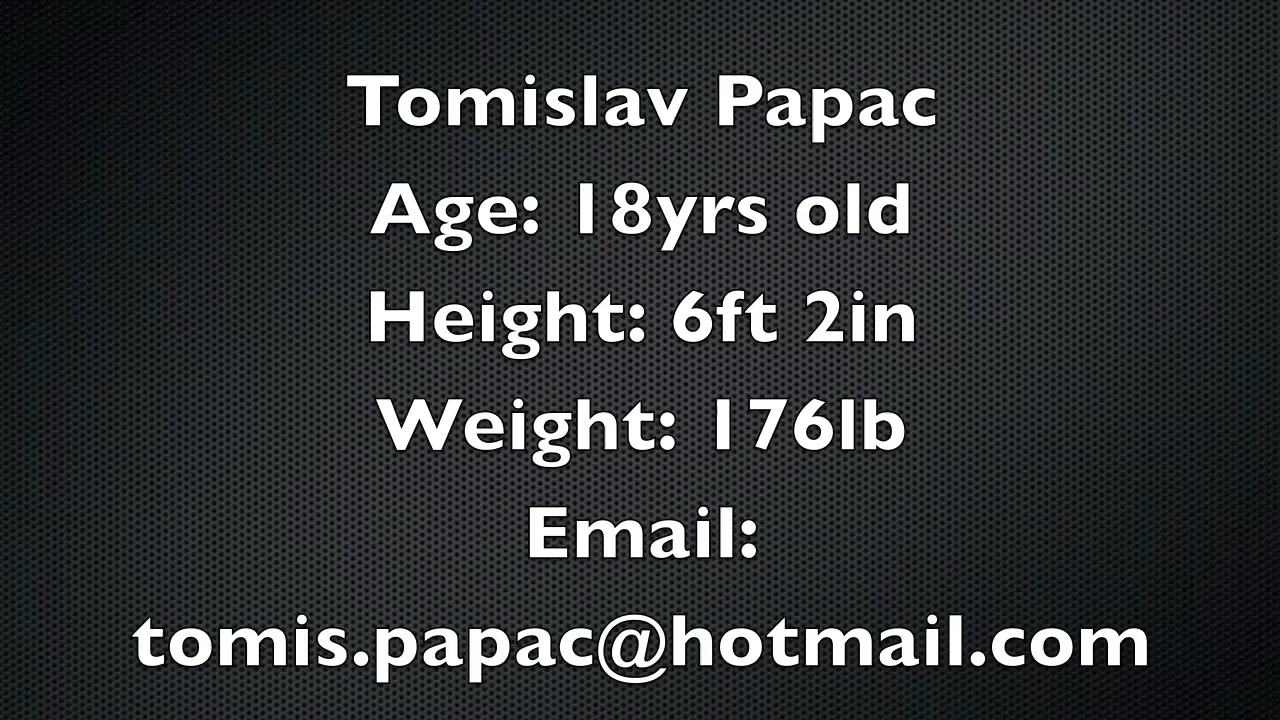 Tomislav Papac
Age: 18yrs old
Height: 6ft 2in
Weight: 176lb
Email:
tomis.papac@hotmail.com